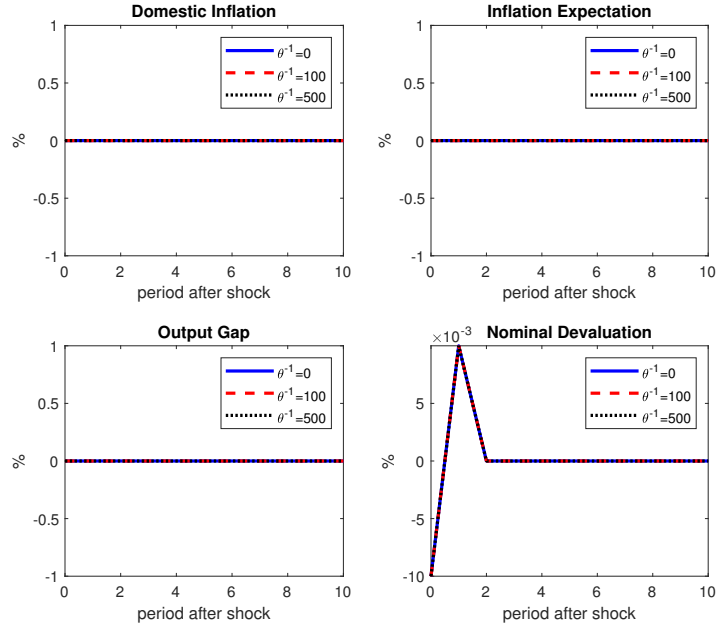 Domestic Inflation
1
0.5
0
-0.5
-1
%
0 2 4 6 8 10
period after shock
θ⁻¹=0
θ⁻¹=100
θ⁻¹=500
Inflation Expectation
1
0.5
0
-0.5
-1
%
0 2 4 6 8 10
period after shock
θ⁻¹=0
θ⁻¹=100
θ⁻¹=500
Output Gap
1
0.5
0
-0.5
-1
%
0 2 4 6 8 10
period after shock
θ⁻¹=0
θ⁻¹=100
θ⁻¹=500
Nominal Devaluation
×10⁻³
5
0
-5
-10
%
0 2 4 6 8 10
period after shock
θ⁻¹=0
θ⁻¹=100
θ⁻¹=500